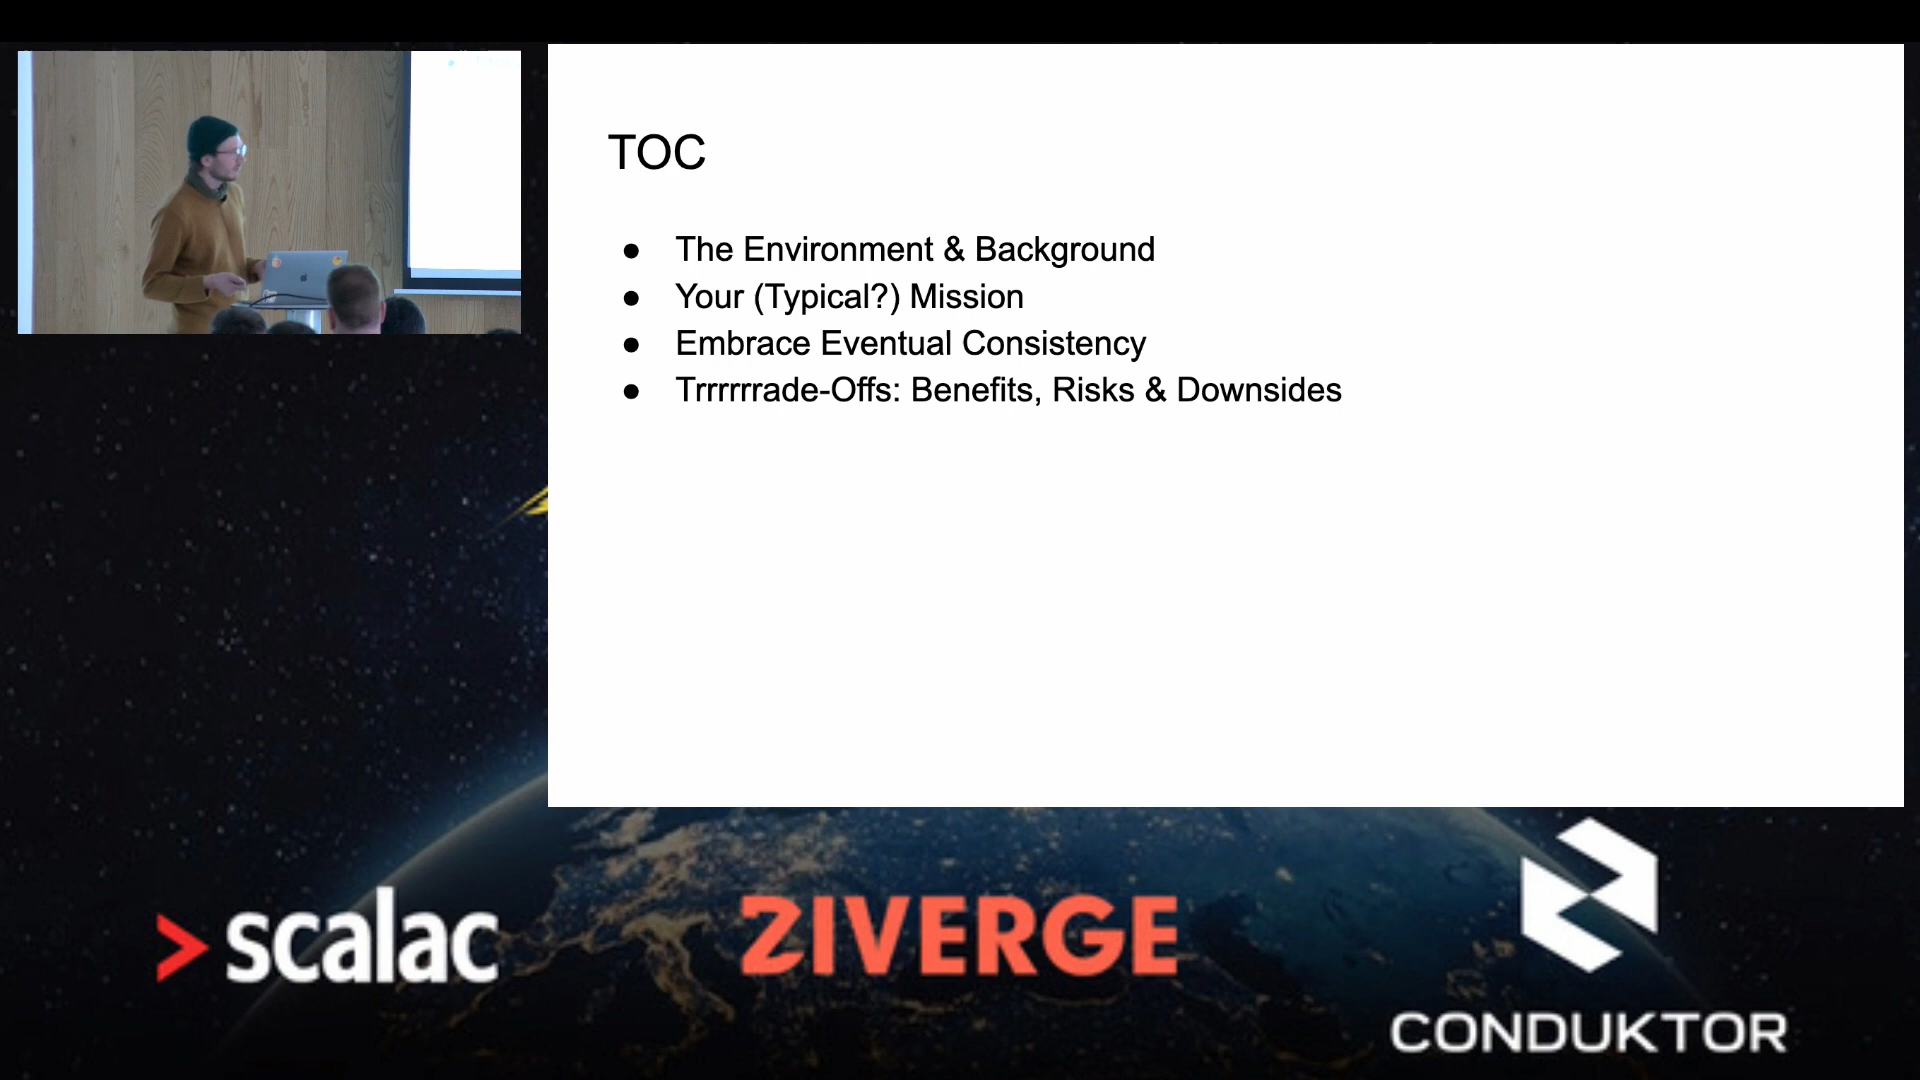 TOC
● The Environment & Background
● Your (Typical?) Mission
● Embrace Eventual Consistency
● Trrrrrrade-Offs: Benefits, Risks & Downsides
scalac
ZIVERGE
CONDUKTOR